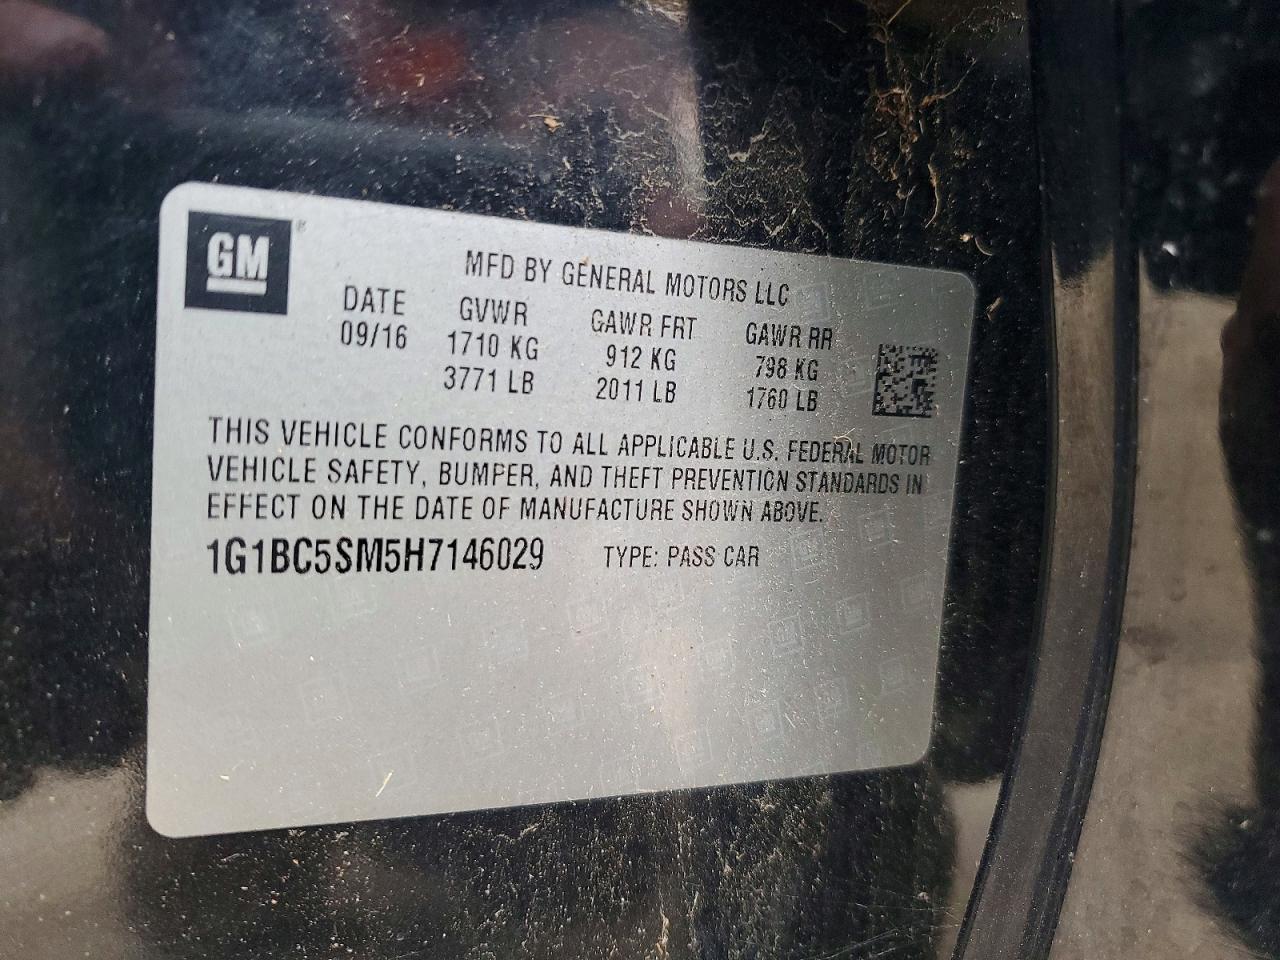 GM®
MFD BY GENERAL MOTORS LLC
DATE GVWR GAWR FRT GAWR RR
09/16 1710 KG 912 KG 798 KG
3771 LB 2011 LB 1760 LB
THIS VEHICLE CONFORMS TO ALL APPLICABLE U.S. FEDERAL MOTOR
VEHICLE SAFETY, BUMPER, AND THEFT PREVENTION STANDARDS IN
EFFECT ON THE DATE OF MANUFACTURE SHOWN ABOVE.
1G1BC5SM5H7146029 TYPE: PASS CAR